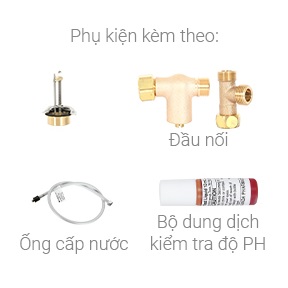 Phụ kiện kèm theo:
Đầu nối
Ống cấp nước
Bộ dung dịch
kiểm tra độ PH